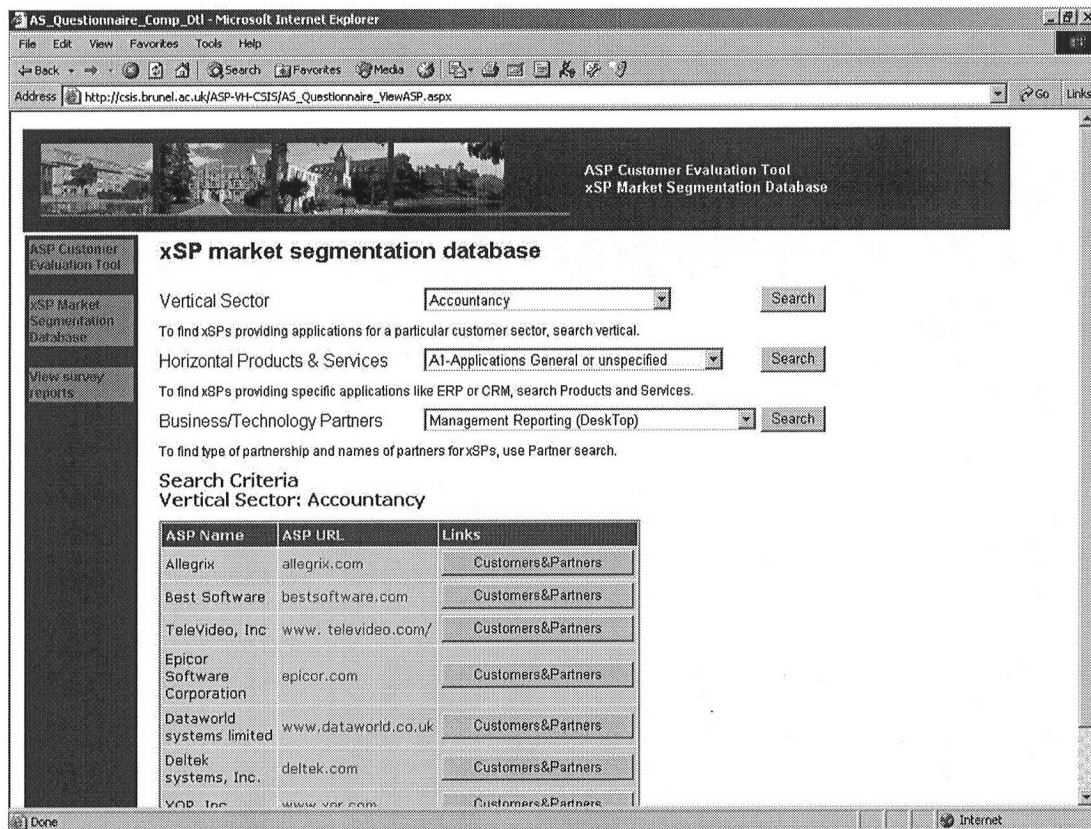 AS_Questionnaire_Comp_Dtl - Microsoft Internet Explorer
File Edit View Favorites Tools Help
Back Search Favorites Media
Address http://csis.brunel.ac.uk/ASP-VH-CSIS/AS_Questionnaire_ViewASP.aspx Go Links
ASP Customer Evaluation Tool
xSP Market Segmentation Database
ASP Customer
Evaluation Tool
xSP Market
Segmentation
Database
View survey
reports
xSP market segmentation database
Vertical Sector Accountancy Search
To find xSPs providing applications for a particular customer sector, search vertical.
Horizontal Products & Services A1-Applications General or unspecified Search
To find xSPs providing specific applications like ERP or CRM, search Products and Services.
Business/Technology Partners Management Reporting (DeskTop) Search
To find type of partnership and names of partners for xSPs, use Partner search.
Search Criteria
Vertical Sector: Accountancy
ASP Name ASP URL Links
Allegrix allegrix.com Customers&Partners
Best Software bestsoftware.com Customers&Partners
TeleVideo, Inc www. televideo.com/ Customers&Partners
Epicor
Software
Corporation epicor.com Customers&Partners
Dataworld
systems limited www.dataworld.co.uk Customers&Partners
Deltek
systems, Inc. deltek.com Customers&Partners
Customers&Partners
Done Internet